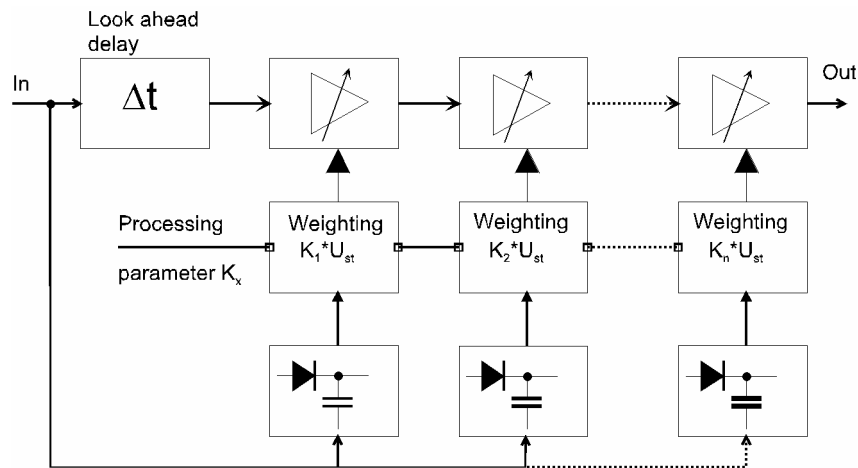 Look ahead
delay
In
Δt
Out
Processing
parameter Kx
Weighting
K1*Ust
Weighting
K2*Ust
Weighting
Kn*Ust